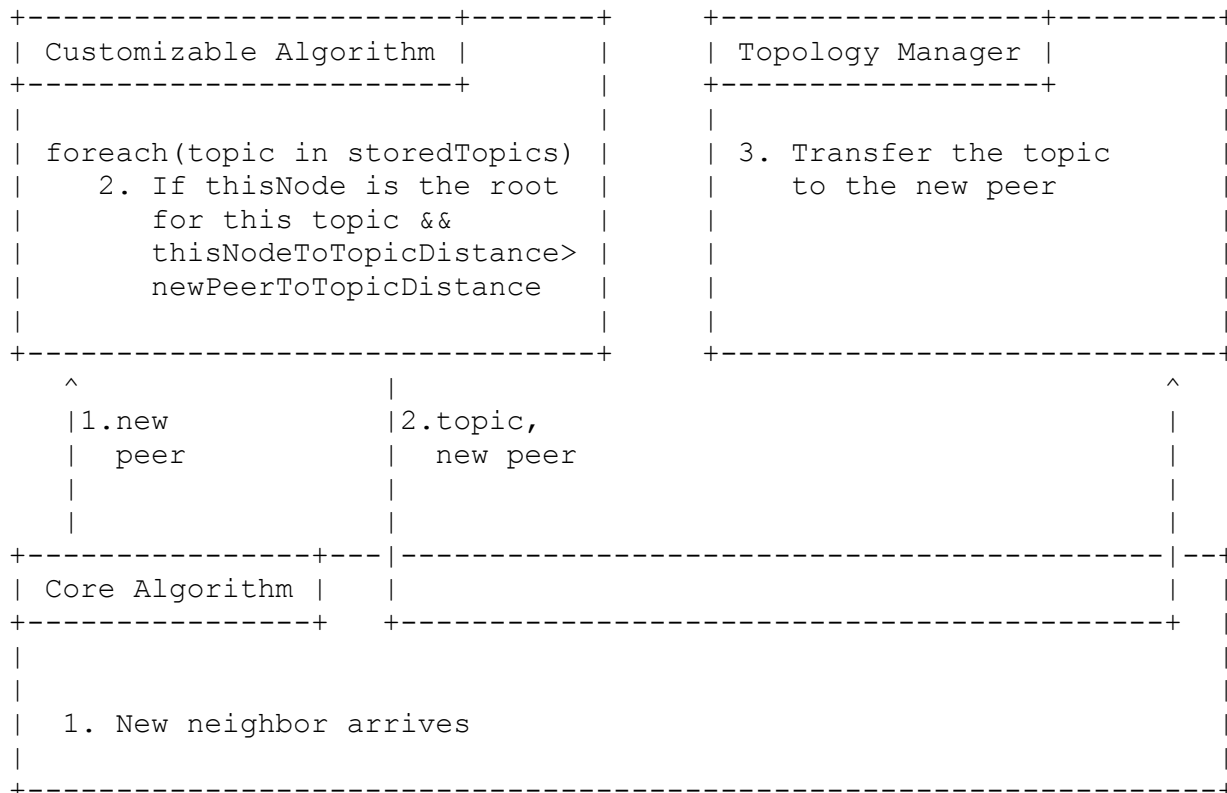 Customizable Algorithm
Topology Manager
foreach(topic in storedTopics)
2. If thisNode is the root
for this topic &&
thisNodeToTopicDistance>
newPeerToTopicDistance
3. Transfer the topic
to the new peer
1.new
peer
2.topic,
new peer
Core Algorithm
1. New neighbor arrives